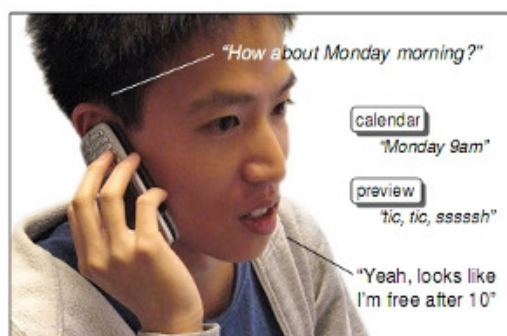 "How about Monday morning?"
calendar
"Monday 9am"
preview
"tic, tic, sssssh"
"Yeah, looks like
I'm free after 10"